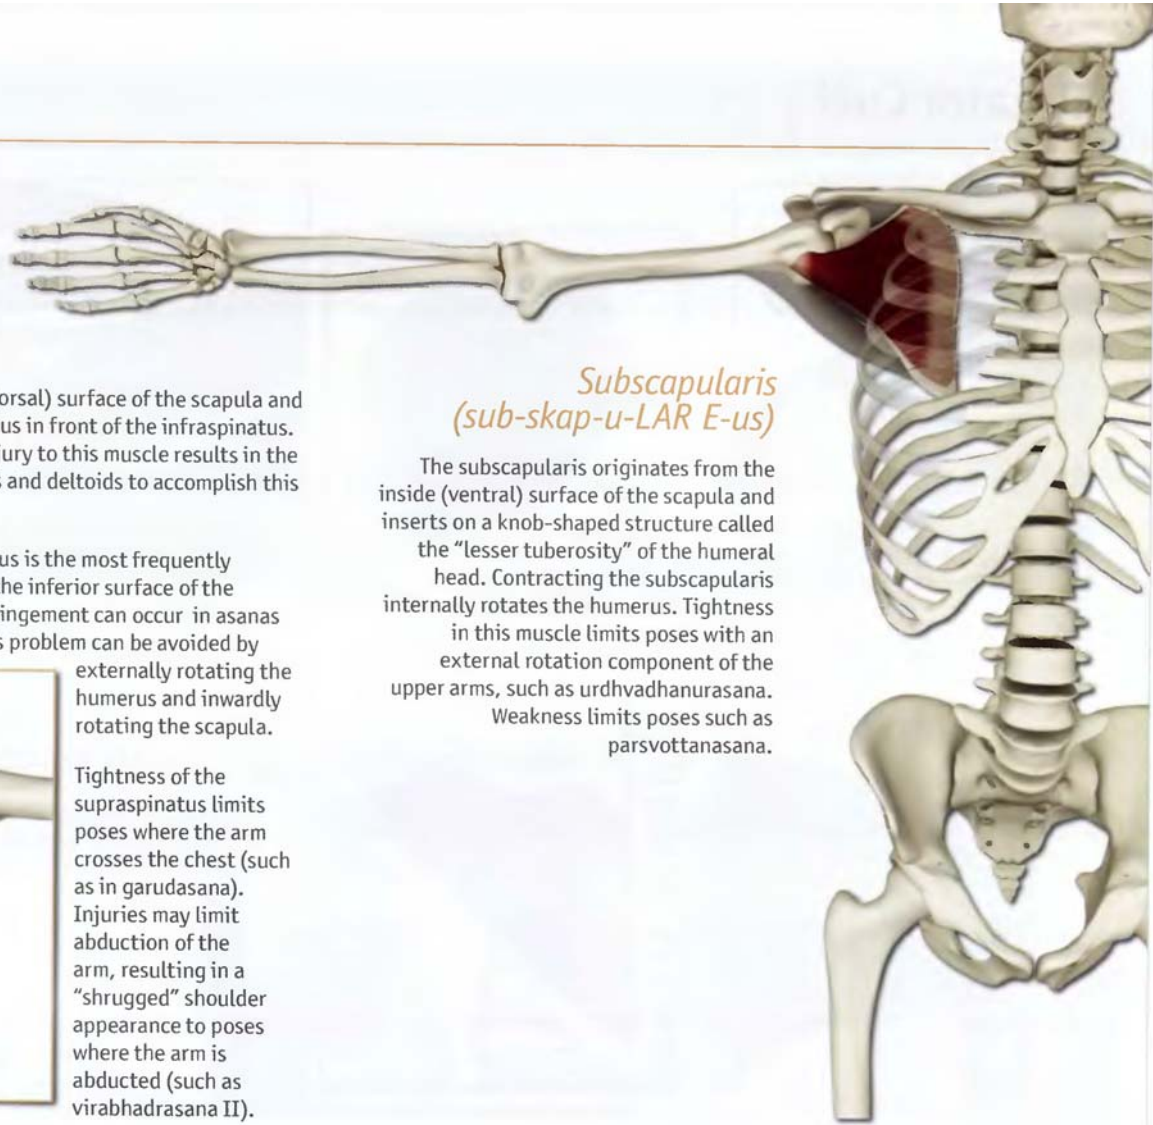 orsal) surface of the scapula and
us in front of the infraspinatus.
ury to this muscle results in the
and deltoids to accomplish this
us is the most frequently
he inferior surface of the
ingement can occur in asanas
problem can be avoided by
externally rotating the
humerus and inwardly
rotating the scapula.
Tightness of the
supraspinatus limits
poses where the arm
crosses the chest (such
as in garudasana).
Injuries may limit
abduction of the
arm, resulting in a
"shrugged" shoulder
appearance to poses
where the arm is
abducted (such as
virabhadrasana II).
Subscapularis
(sub-skap-u-LAR E-us)
The subscapularis originates from the
inside (ventral) surface of the scapula and
inserts on a knob-shaped structure called
the “lesser tuberosity” of the humeral
head. Contracting the subscapularis
internally rotates the humerus. Tightness
in this muscle limits poses with an
external rotation component of the
upper arms, such as urdhvadhanurasana.
Weakness limits poses such as
parsvottanasana.